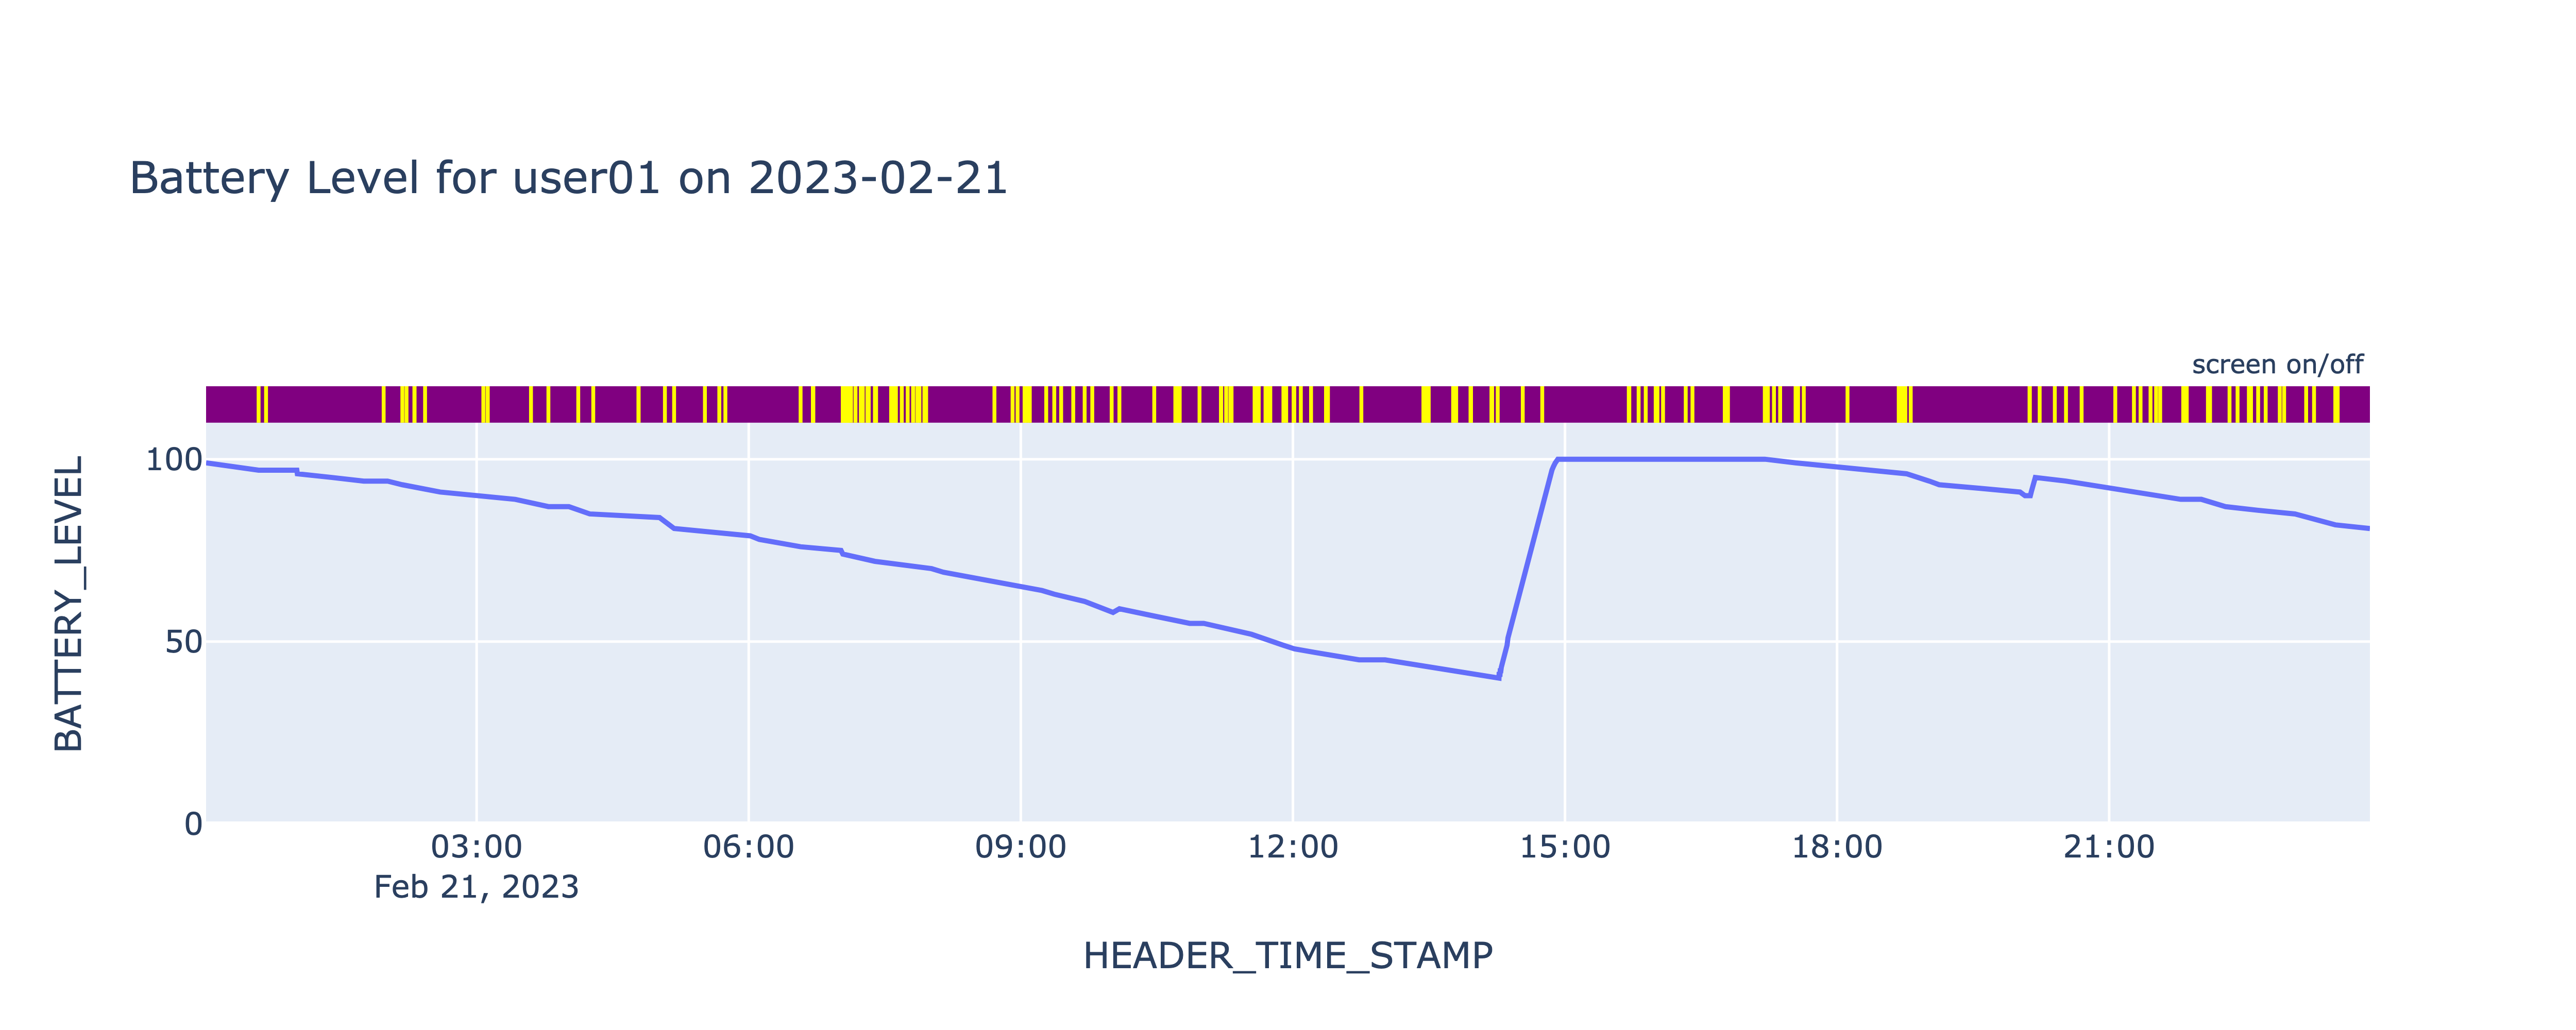 Battery Level for user01 on 2023-02-21
screen on/off
BATTERY_LEVEL
100
50
0
03:00 06:00 09:00 12:00 15:00 18:00 21:00
Feb 21, 2023
HEADER_TIME_STAMP